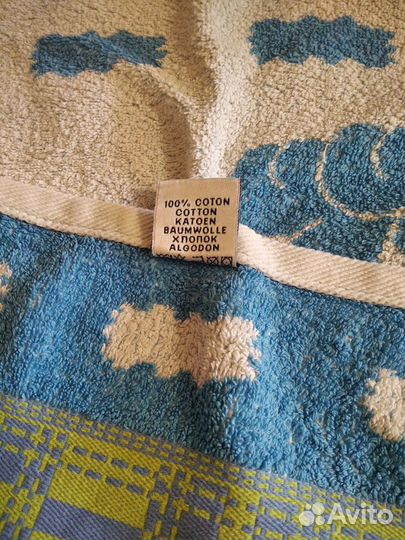 100% COTON
COTTON
KATOEN
BAUMWOLLE
ХЛОПОК
ALGODON
Avito